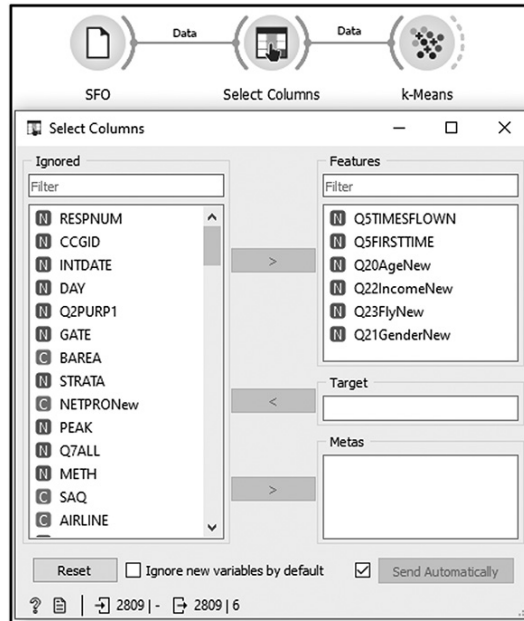 Data
Data
SFO
Select Columns
k-Means
Select Columns
Ignored
Filter
N RESPNUM
N CCGID
N INTDATE
N DAY
N Q2PURP1
N GATE
C BAREA
N STRATA
C NETPRONew
N PEAK
N Q7ALL
N METH
C SAQ
C AIRLINE
>
<
>
Features
Filter
N Q5TIMESFLOWN
N Q5FIRSTTIME
N Q20AgeNew
N Q22IncomeNew
N Q23FlyNew
N Q21GenderNew
Target
Metas
Reset
Ignore new variables by default
Send Automatically
? 2809 | - 2809 | 6